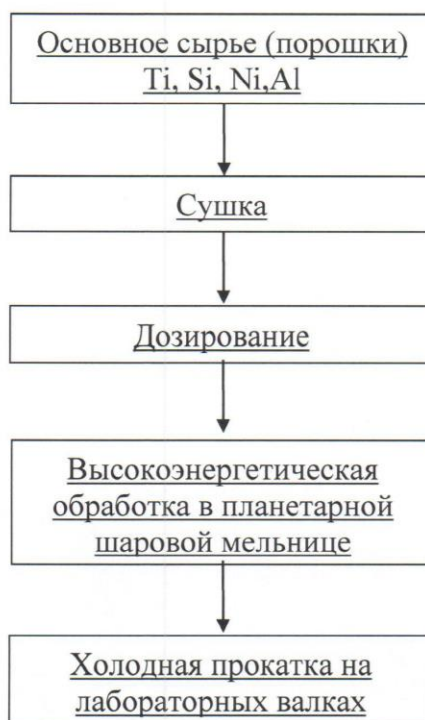 Основное сырье (порошки)
Ti, Si, Ni,Al
Сушка
Дозирование
Высокоэнергетическая
обработка в планетарной
шаровой мельнице
Холодная прокатка на
лабораторных валках